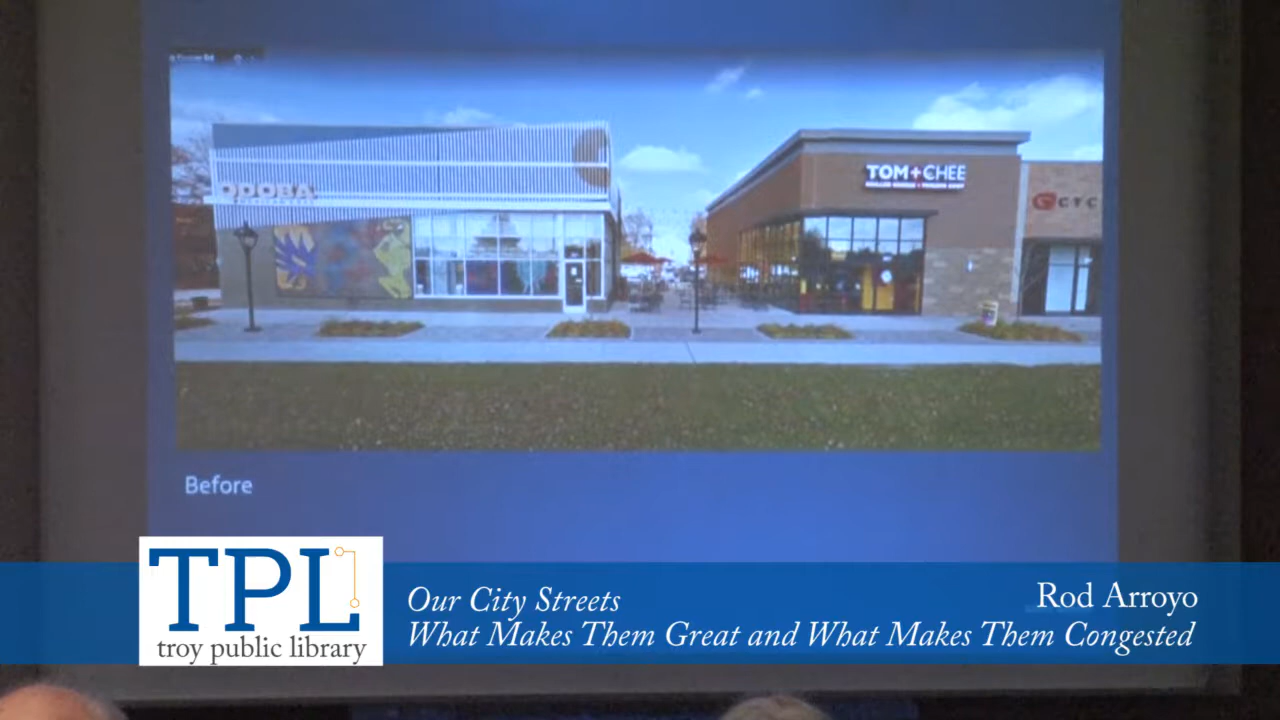 QDOBA
TOM+CHEE
CTC
Before
TPL
troy public library
Our City Streets
What Makes Them Great and What Makes Them Congested
Rod Arroyo